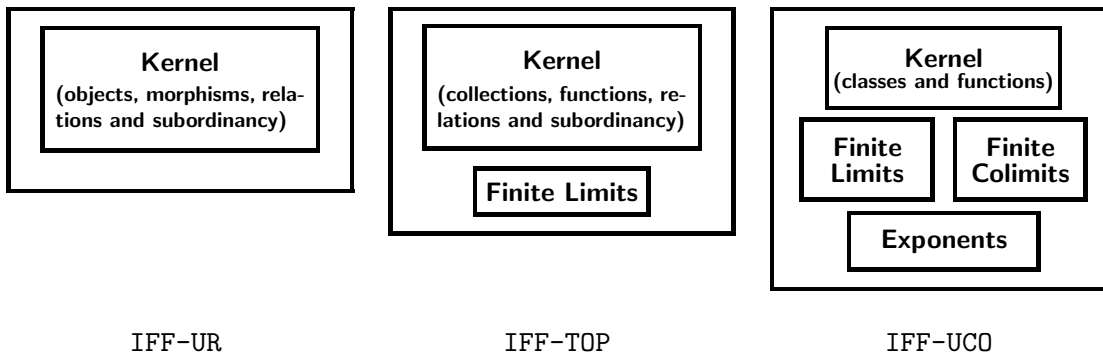 Kernel
(objects, morphisms, rela-
tions and subordinancy)
IFF-UR
Kernel
(collections, functions, re-
lations and subordinancy)
Finite Limits
IFF-TOP
Kernel
(classes and functions)
Finite
Limits
Finite
Colimits
Exponents
IFF-UCO